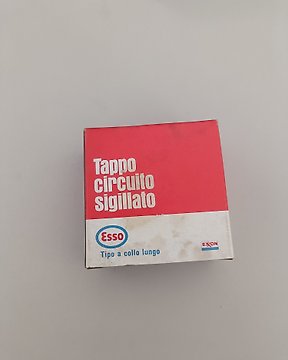 Tappo
circuito
sigillato
Esso
EXXON
Tipo a collo lungo